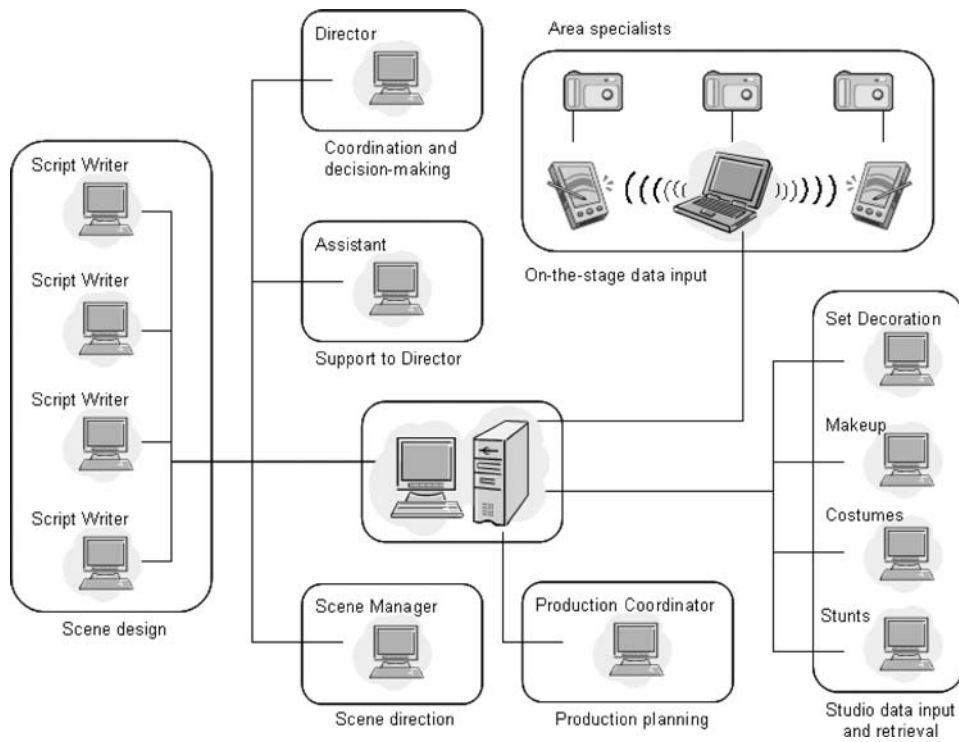 Director
Area specialists
Coordination and
decision-making
Script Writer
Script Writer
Script Writer
Script Writer
Scene design
Assistant
Support to Director
On-the-stage data input
Set Decoration
Makeup
Costumes
Stunts
Studio data input
and retrieval
Scene Manager
Scene direction
Production Coordinator
Production planning